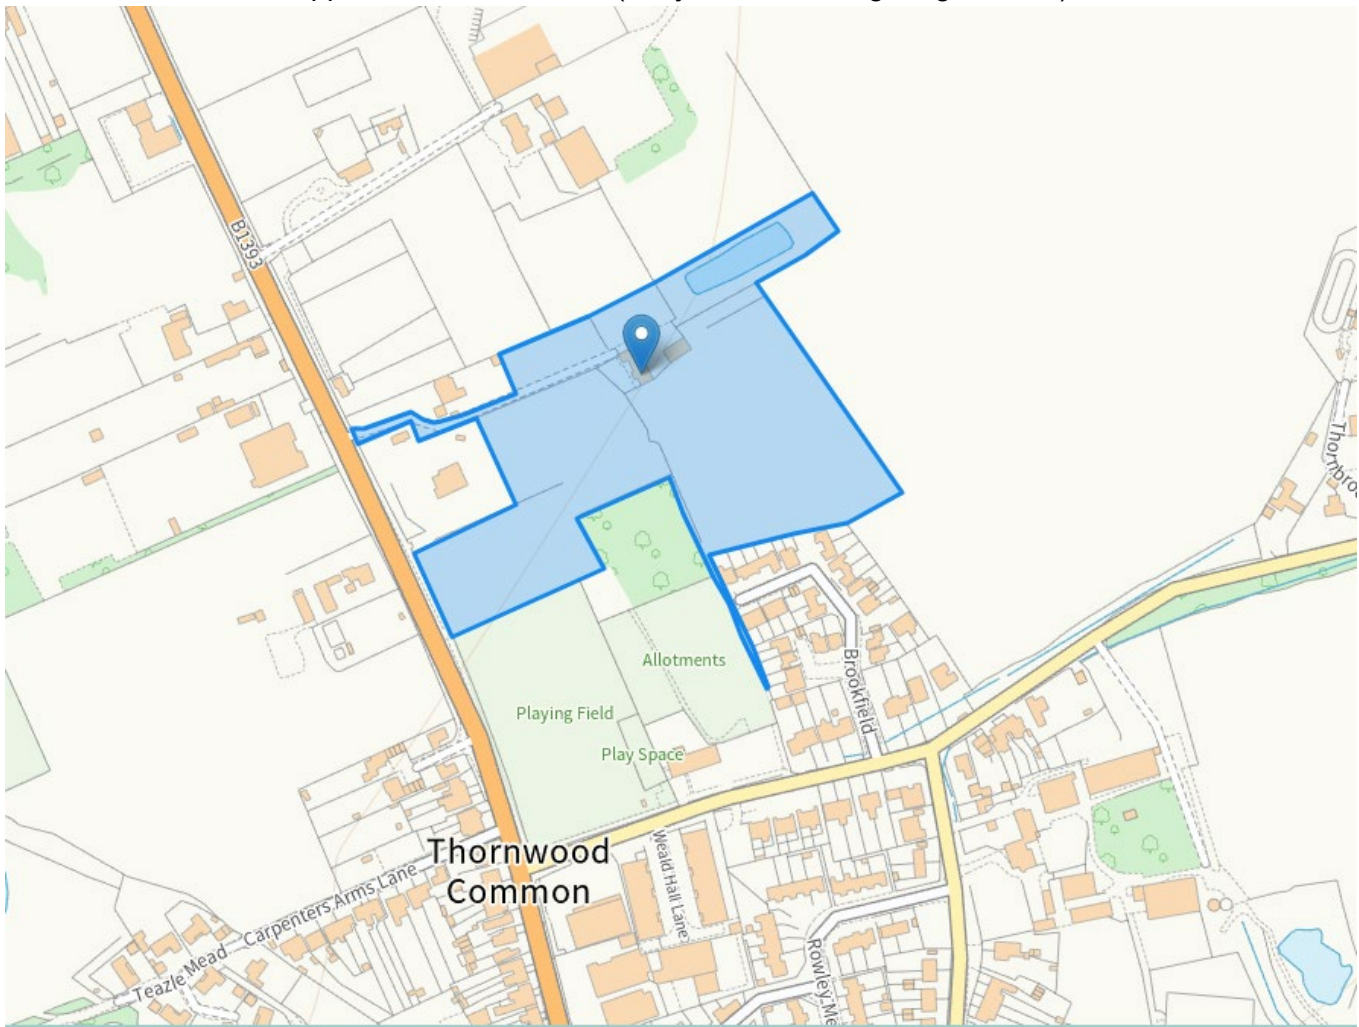 B1393
Thornbro
Allotments
Brookfield
Playing Field
Play Space
Thornwood
Common
Weald Hall Lane
Carpenters Arms Lane
Teazle Mead
Rowley Me